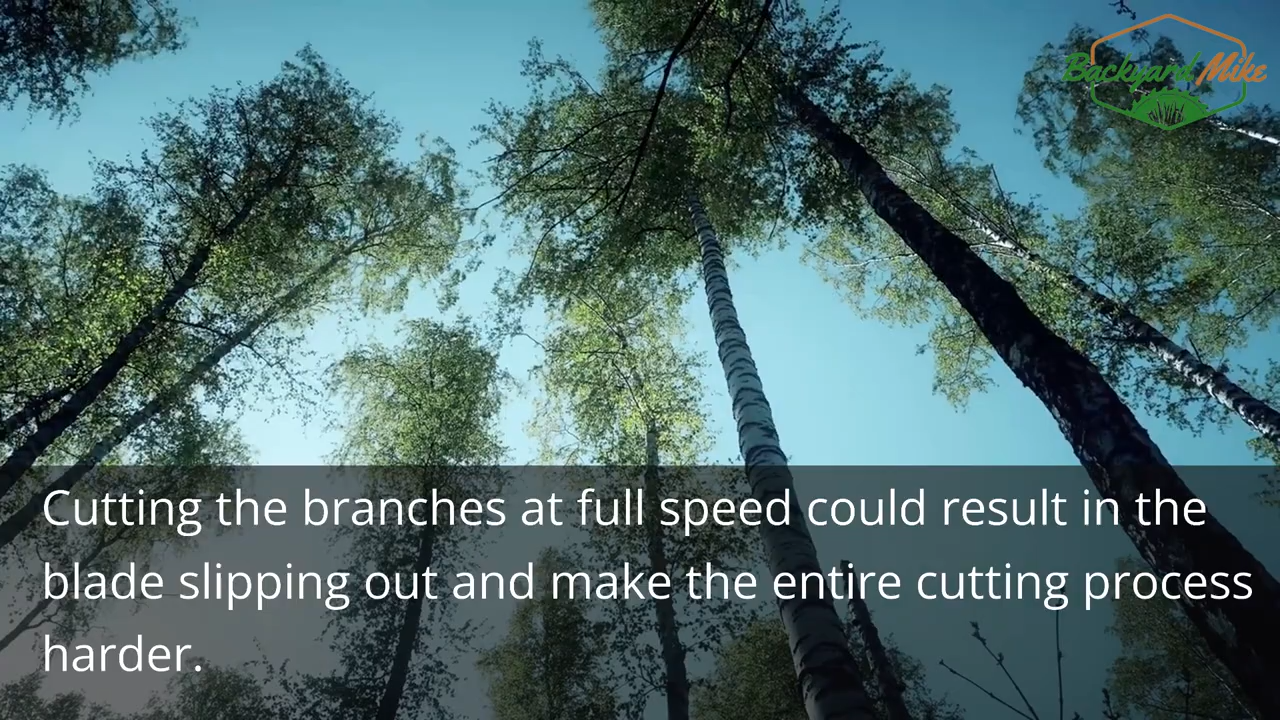 Backyard Mike
Cutting the branches at full speed could result in the
blade slipping out and make the entire cutting process
harder.